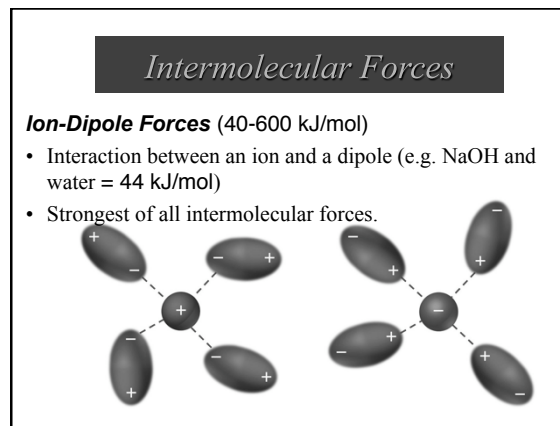 Intermolecular Forces
Ion-Dipole Forces (40-600 kJ/mol)
• Interaction between an ion and a dipole (e.g. NaOH and
water = 44 kJ/mol)
• Strongest of all intermolecular forces.
+ − − + − −
− + + +
+ −
− − − + +
+ + − −